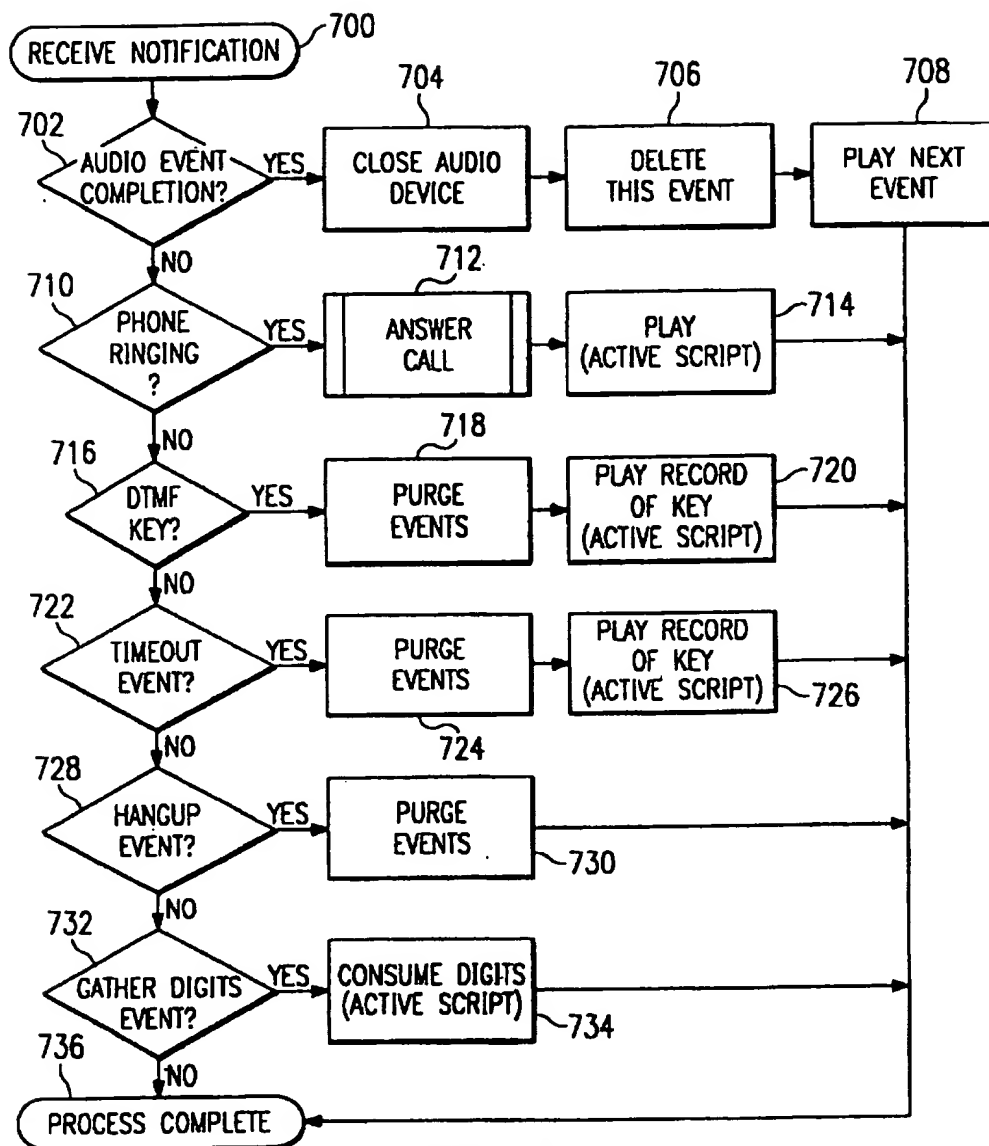 700
RECEIVE NOTIFICATION
702
704
706
708
AUDIO EVENT
COMPLETION?
YES
CLOSE AUDIO
DEVICE
DELETE
THIS EVENT
PLAY NEXT
EVENT
NO
710
712
714
PHONE
RINGING
?
YES
ANSWER
CALL
PLAY
(ACTIVE SCRIPT)
NO
716
718
720
DTMF
KEY?
YES
PURGE
EVENTS
PLAY RECORD
OF KEY
(ACTIVE SCRIPT)
NO
722
TIMEOUT
EVENT?
YES
PURGE
EVENTS
724
PLAY RECORD
OF KEY
(ACTIVE SCRIPT)
726
NO
728
HANGUP
EVENT?
YES
PURGE
EVENTS
730
NO
732
GATHER DIGITS
EVENT?
YES
CONSUME DIGITS
(ACTIVE SCRIPT)
734
NO
736
PROCESS COMPLETE